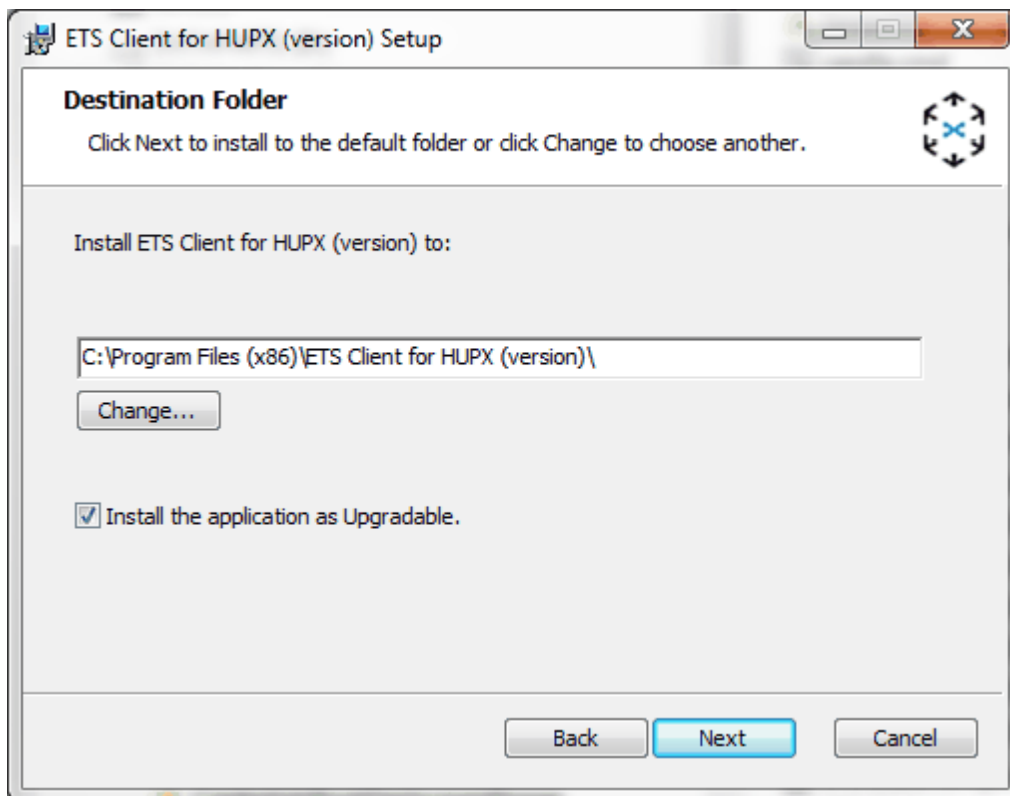 ETS Client for HUPX (version) Setup
Destination Folder
Click Next to install to the default folder or click Change to choose another.
Install ETS Client for HUPX (version) to:
C:\Program Files (x86)\ETS Client for HUPX (version)\
Change...
Install the application as Upgradable.
Back Next Cancel